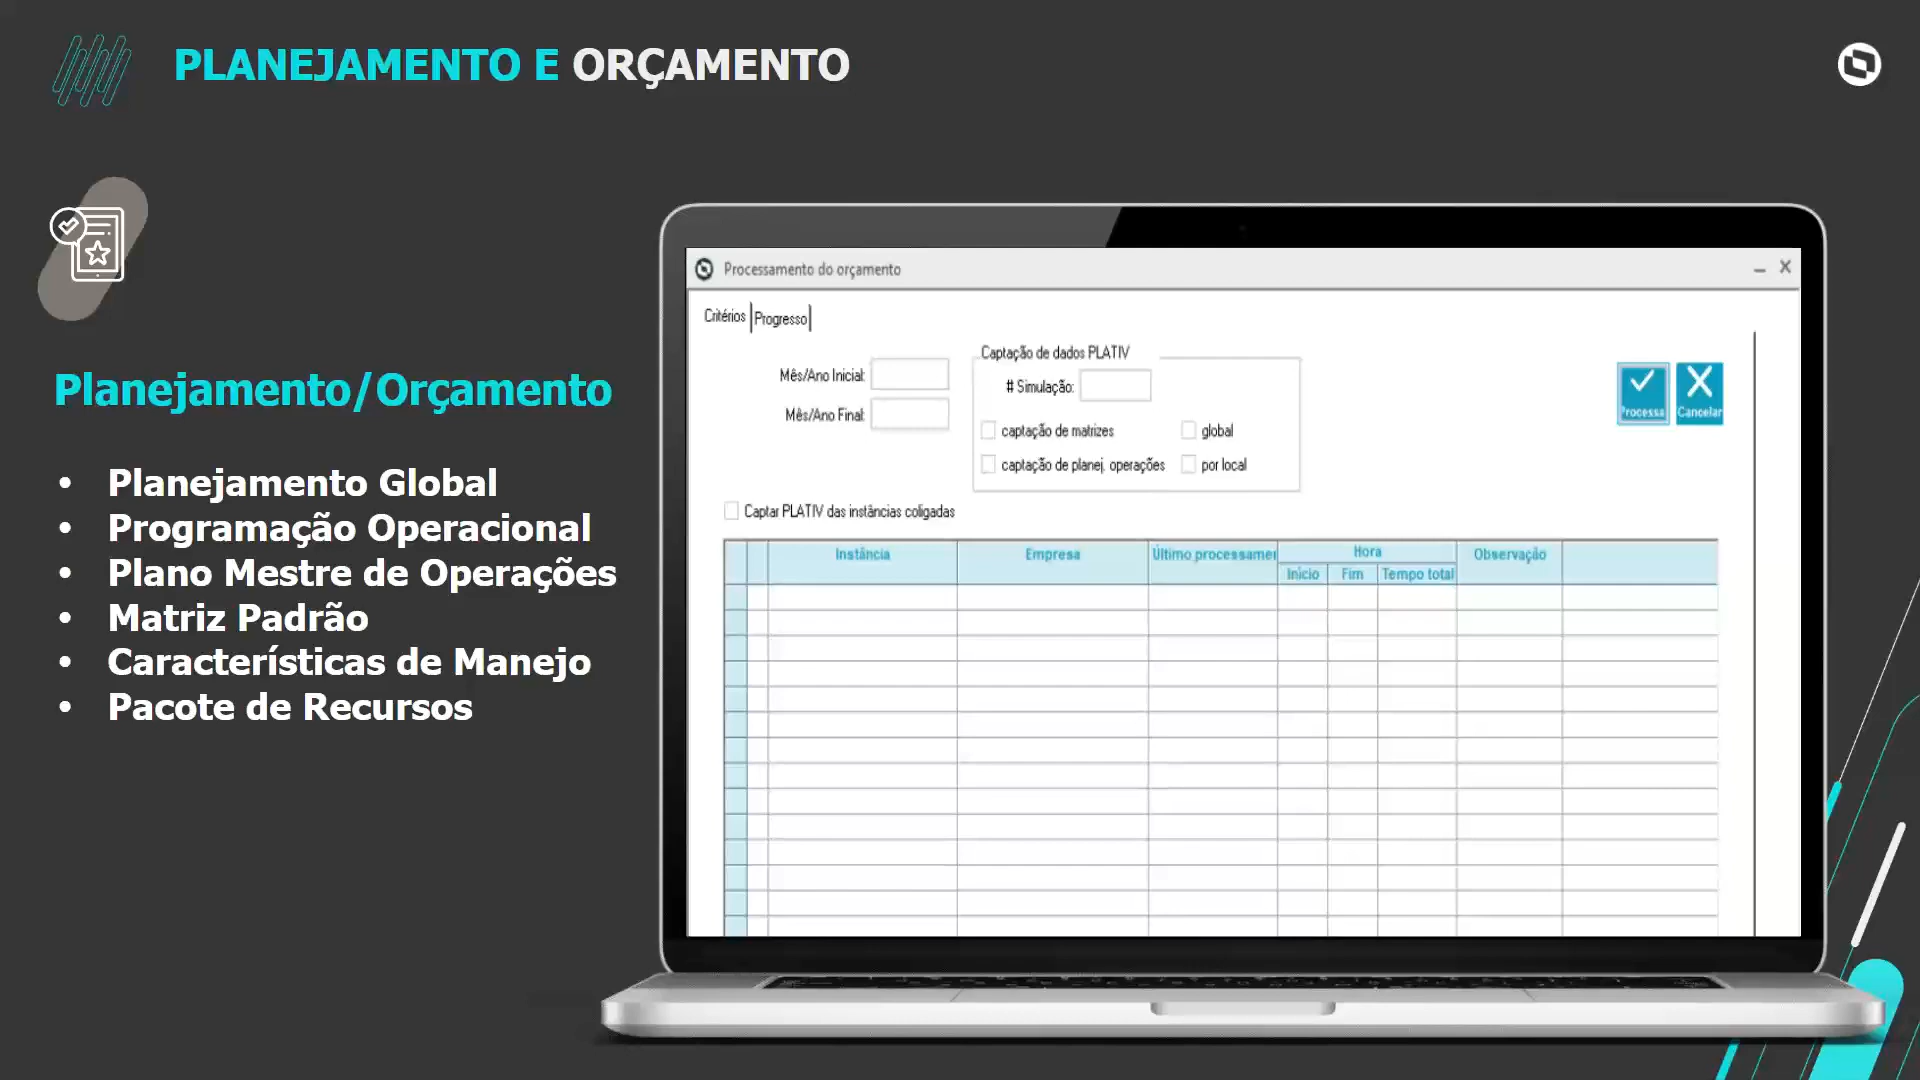 PLANEJAMENTO E ORÇAMENTO
Planejamento/Orçamento
• Planejamento Global
• Programação Operacional
• Plano Mestre de Operações
• Matriz Padrão
• Características de Manejo
• Pacote de Recursos
Processamento do orçamento
Critérios Progresso
Mês/Ano Inicial:
Mês/Ano Final:
Captação de dados PLATIV
# Simulação:
captação de matrizes global
captação de planej. operações por local
Processa Cancelar
Captar PLATIV das instâncias coligadas
Instância Empresa Último processamen Hora Observação
Início Fim Tempo total